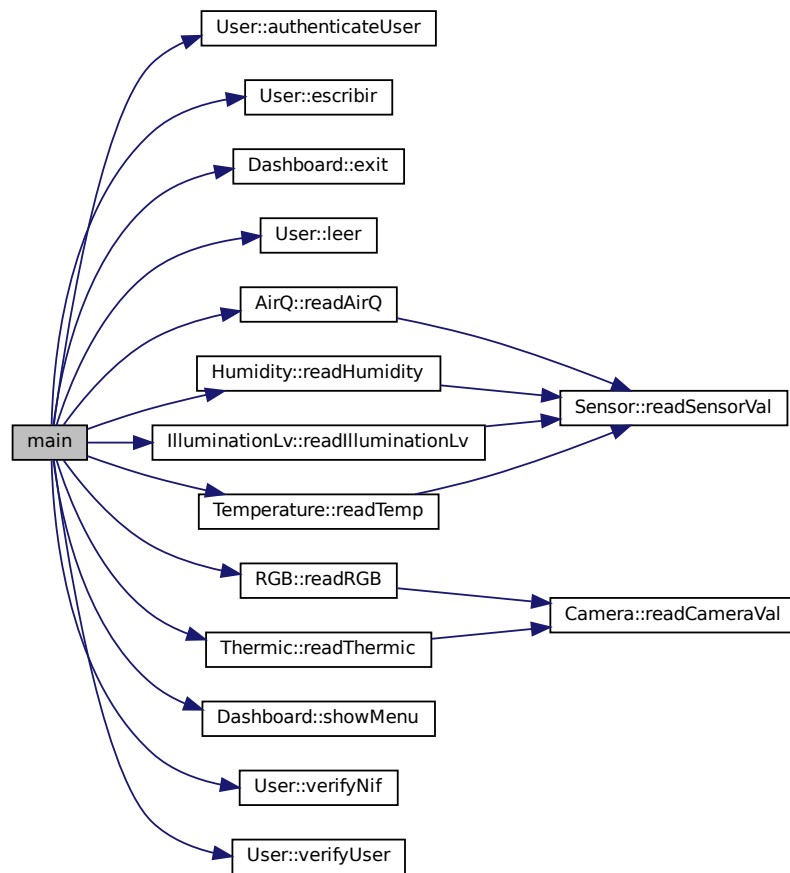 User::authenticateUser
User::escribir
Dashboard::exit
User::leer
AirQ::readAirQ
Humidity::readHumidity
Sensor::readSensorVal
main
IlluminationLv::readIlluminationLv
Temperature::readTemp
RGB::readRGB
Camera::readCameraVal
Thermic::readThermic
Dashboard::showMenu
User::verifyNif
User::verifyUser